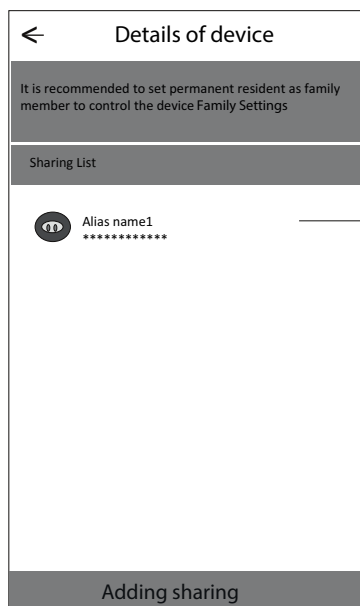 Details of device
It is recommended to set permanent resident as family
member to control the device Family Settings
Sharing List
Alias name1
************
Adding sharing